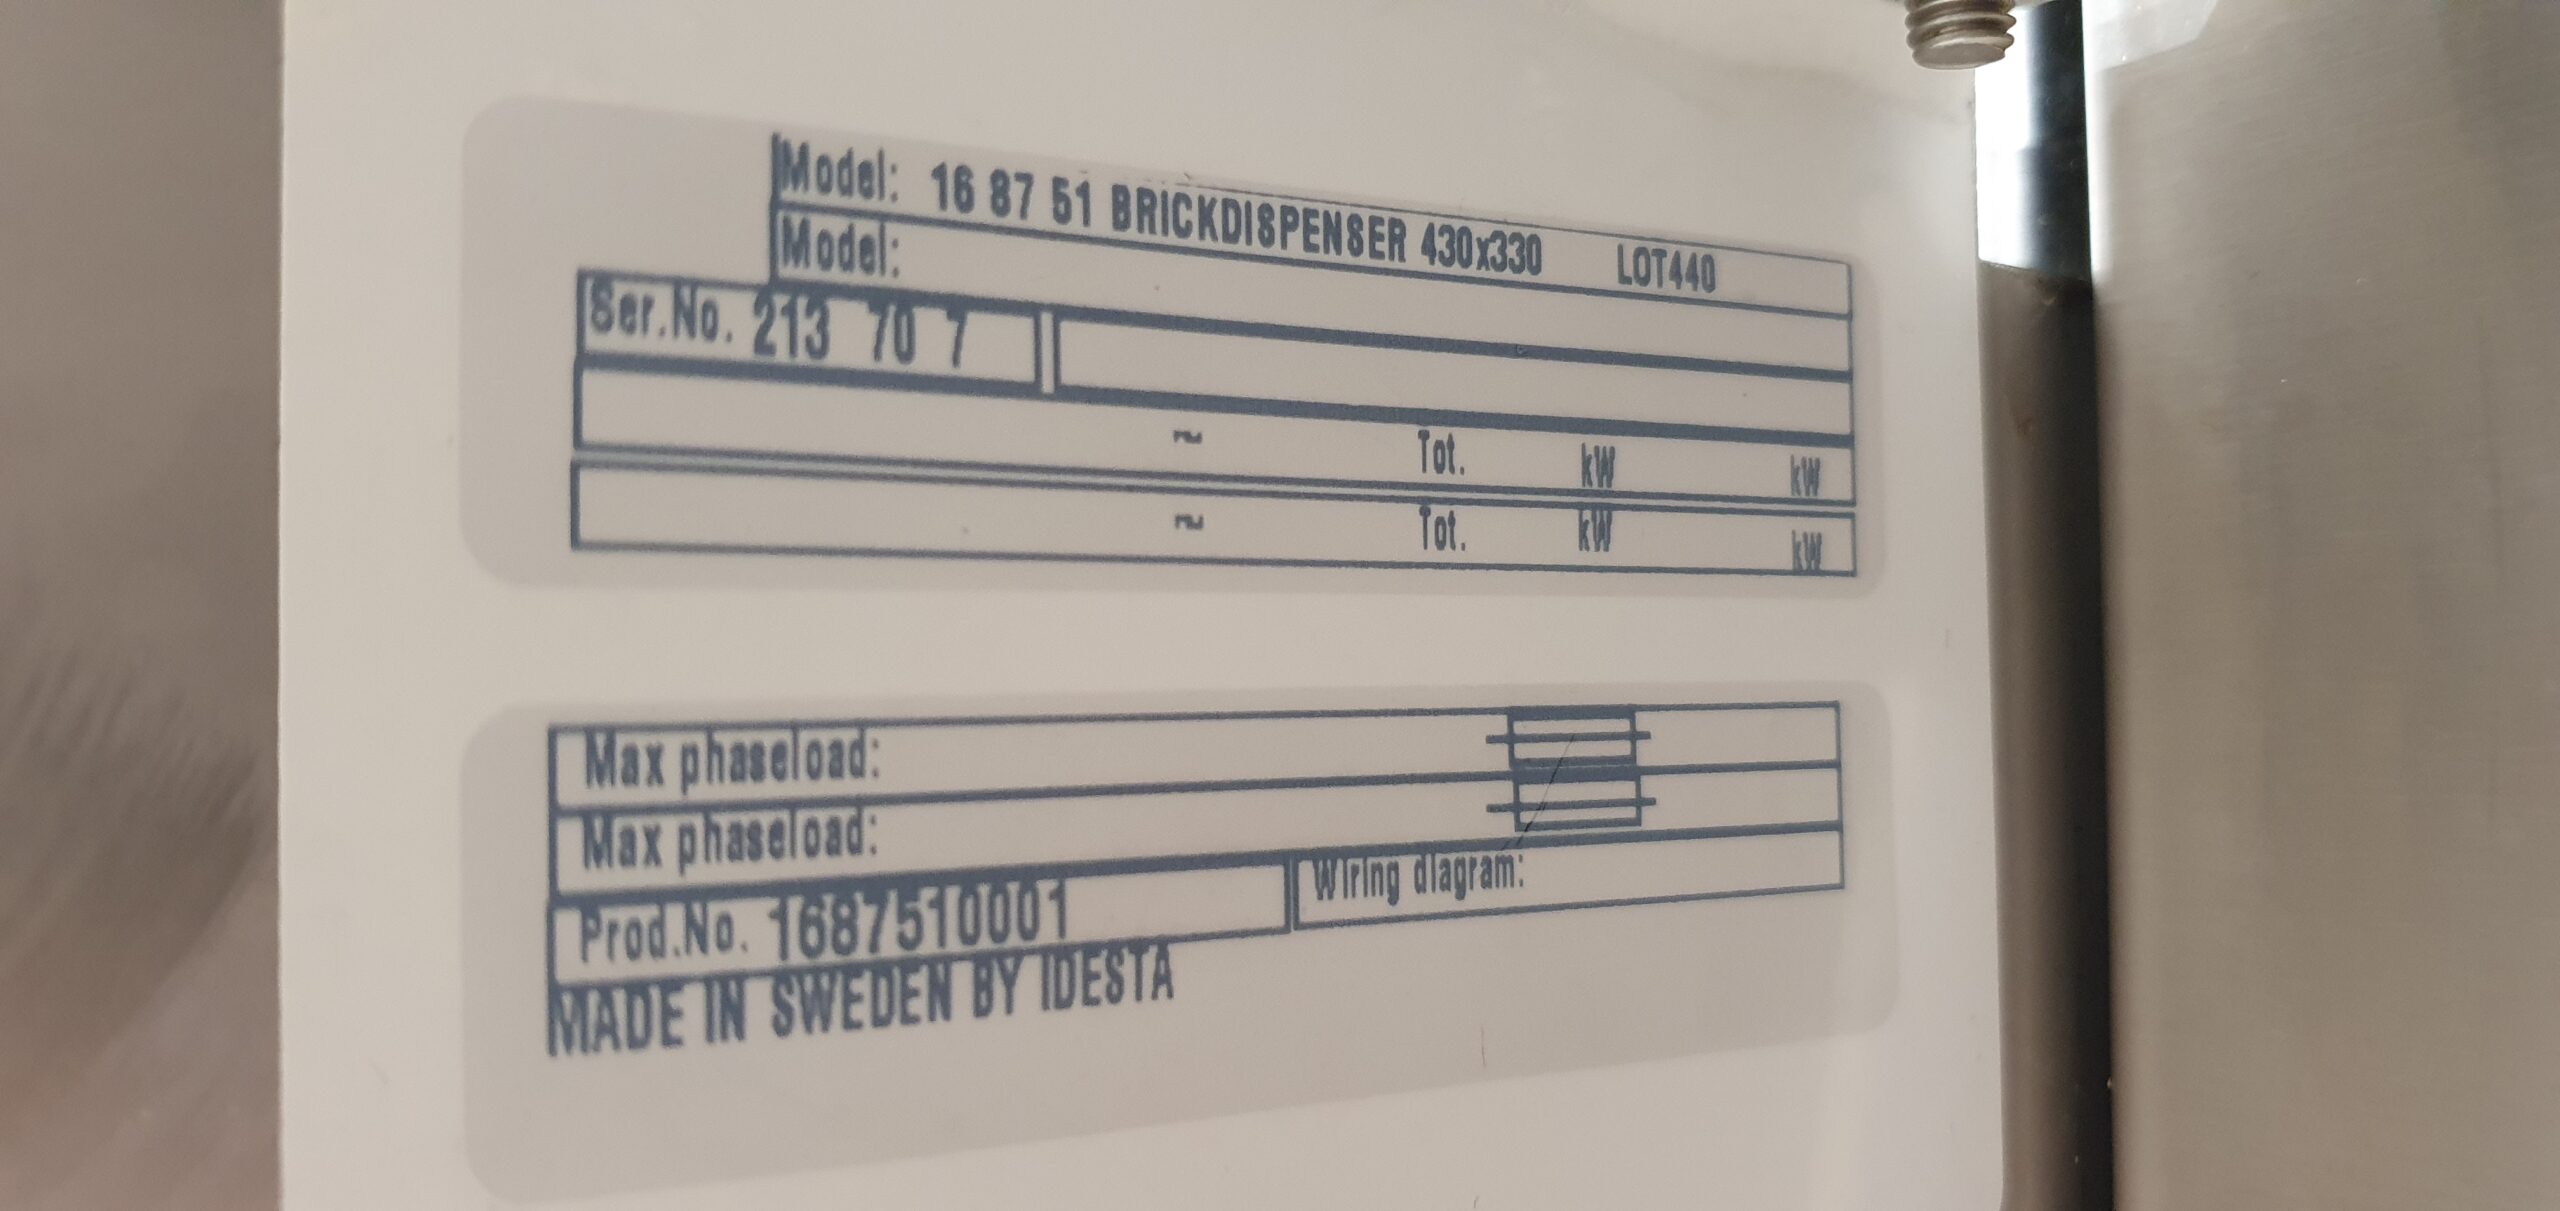 Model: 16 87 51 BRICKDISPENSER 430x330 LOT440
Model:
Ser.No. 213 70 7
~ Tot. kW kW
~ Tot. kW kW
Max phaseload:
Max phaseload:
Prod.No. 1687510001 Wiring diagram:
MADE IN SWEDEN BY IDESTA